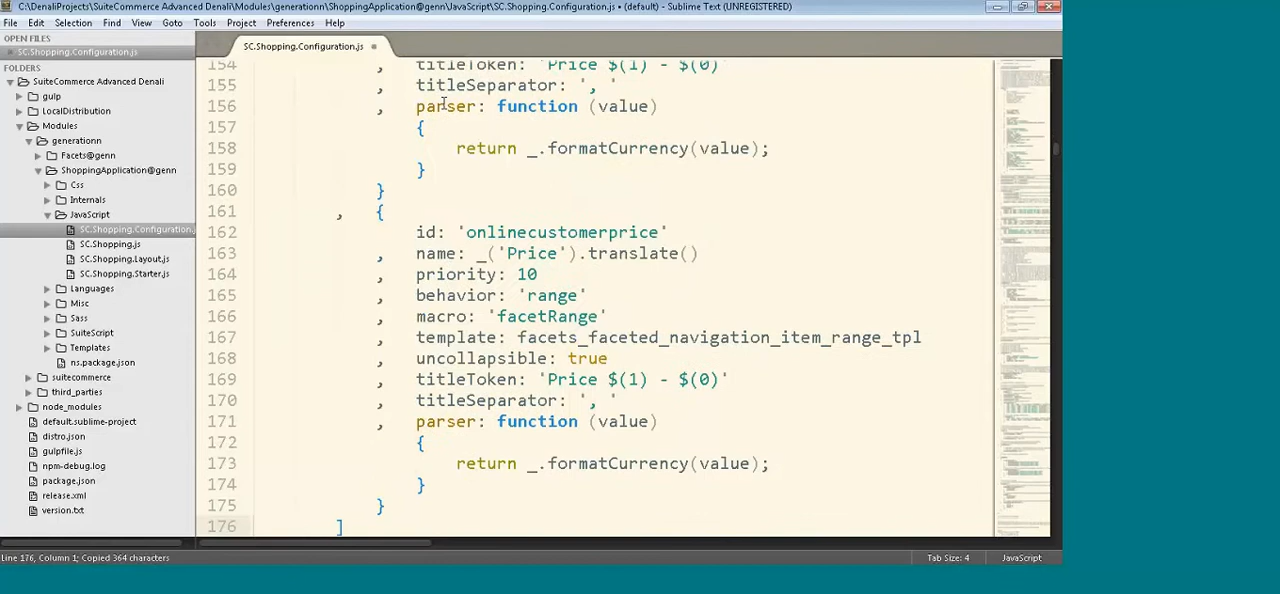 C:\DenaliProjects\SuiteCommerce Advanced Denali\Modules\generationn\ShoppingApplication@genn\JavaScript\SC.Shopping.Configuration.js • (default) - Sublime Text (UNREGISTERED)
File Edit Selection Find View Goto Tools Project Preferences Help
OPEN FILES
SC.Shopping.Configuration.js
FOLDERS
SuiteCommerce Advanced Denali
gulp
LocalDistribution
Modules
generationn
Facets@genn
ShoppingApplication@genn
Css
Internals
JavaScript
SC.Shopping.Configuration.
SC.Shopping.js
SC.Shopping.Layout.js
SC.Shopping.Starter.js
Languages
Misc
Sass
SuiteScript
Templates
ns.package.json
suitecommerce
third_parties
node_modules
default.sublime-project
distro.json
gulpfile.js
npm-debug.log
package.json
release.xml
version.txt
SC.Shopping.Configuration.js
154 , titleToken: 'Price $(1) - $(0)'
155 , titleSeparator: ', '
156 , parser: function (value)
157 {
158 return _.formatCurrency(value);
159 }
160 }
161 , {
162 id: 'onlinecustomerprice'
163 , name: _('Price').translate()
164 , priority: 10
165 , behavior: 'range'
166 , macro: 'facetRange'
167 , template: facets_faceted_navigation_item_range_tpl
168 , uncollapsible: true
169 , titleToken: 'Price $(1) - $(0)'
170 , titleSeparator: ', '
171 , parser: function (value)
172 {
173 return _.formatCurrency(value);
174 }
175 }
176 ]
Line 176, Column 1; Copied 364 characters
Tab Size: 4
JavaScript